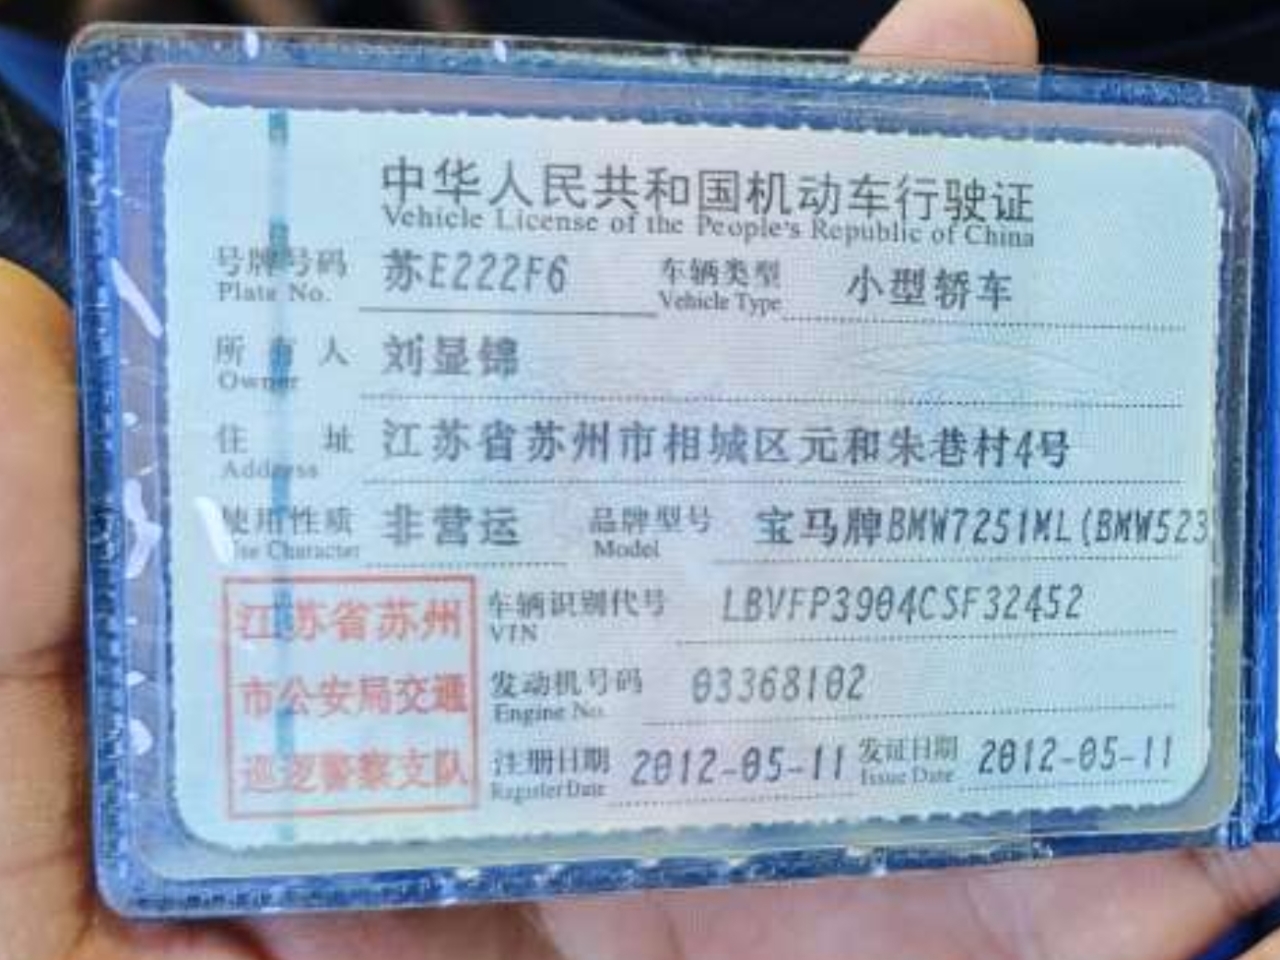 中华人民共和国机动车行驶证
Vehicle License of the People's Republic of China
号牌号码 苏E222F6 车辆类型 小型轿车
Plate No. Vehicle Type
所有人 刘显锦
Owner
住址 江苏省苏州市相城区元和朱巷村4号
Address
使用性质 非营运 品牌型号 宝马牌BMW7251ML(BMW523
Use Character Model
江苏省苏州
市公安局交通
巡逻警察支队
车辆识别代号 LBVFP3904CSF32452
VIN
发动机号码 03368102
Engine No.
注册日期 2012-05-11 发证日期 2012-05-11
Register Date Issue Date